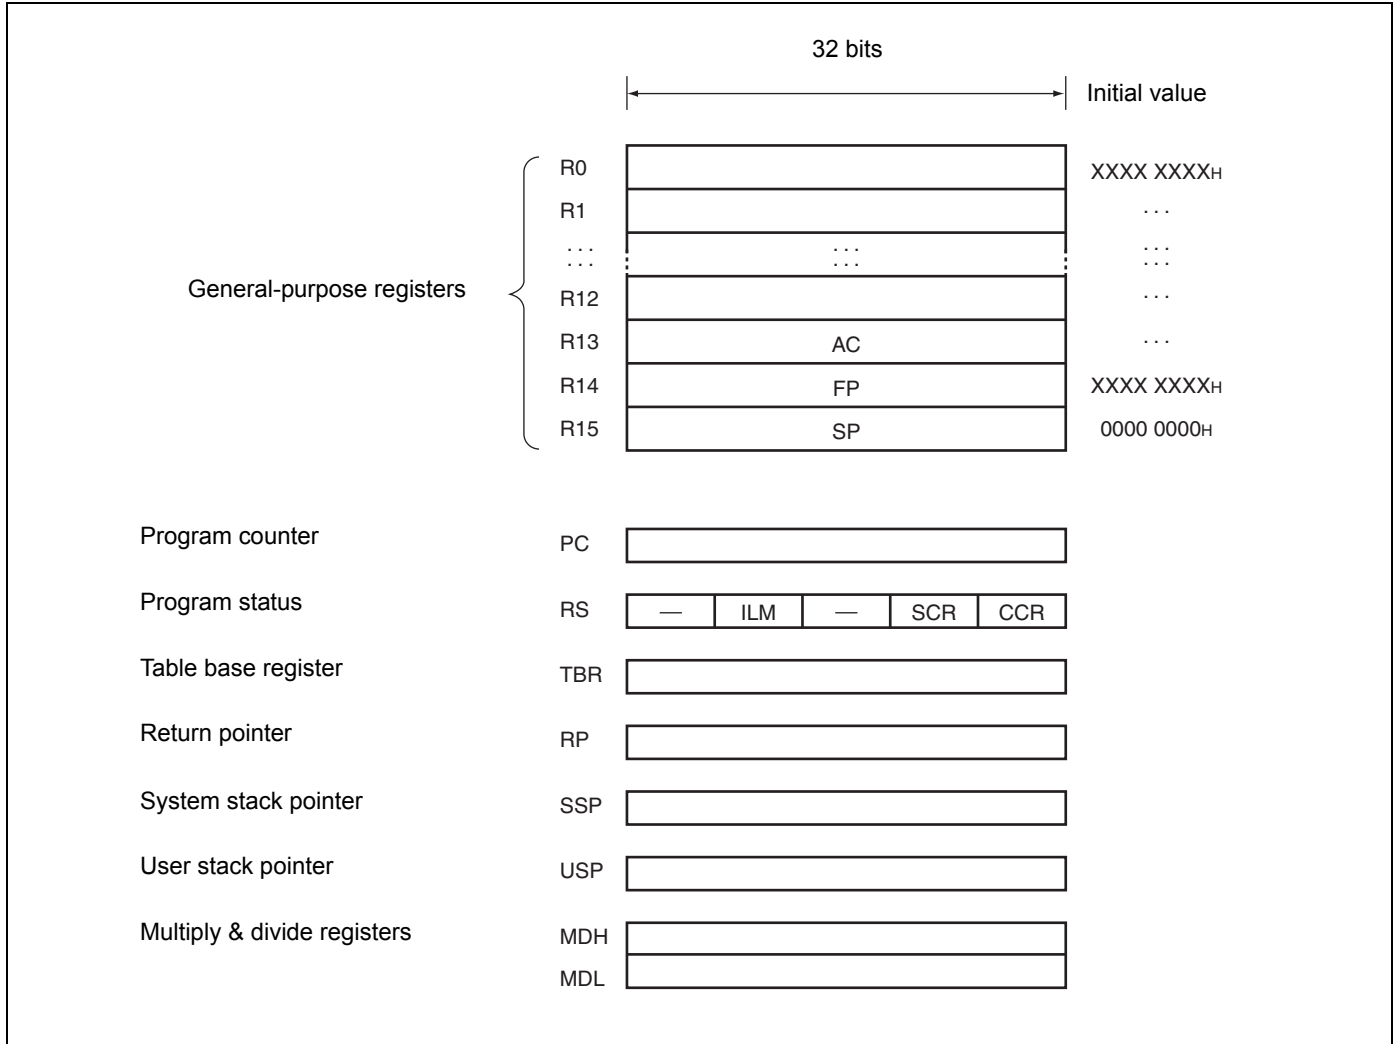 32 bits
Initial value
R0 XXXX XXXXH
R1 . . .
. . . . . . . . .
. . . . . . . . .
General-purpose registers
R12 . . .
R13 AC . . .
R14 FP XXXX XXXXH
R15 SP 0000 0000H
Program counter PC
Program status RS — ILM — SCR CCR
Table base register TBR
Return pointer RP
System stack pointer SSP
User stack pointer USP
Multiply & divide registers MDH
MDL